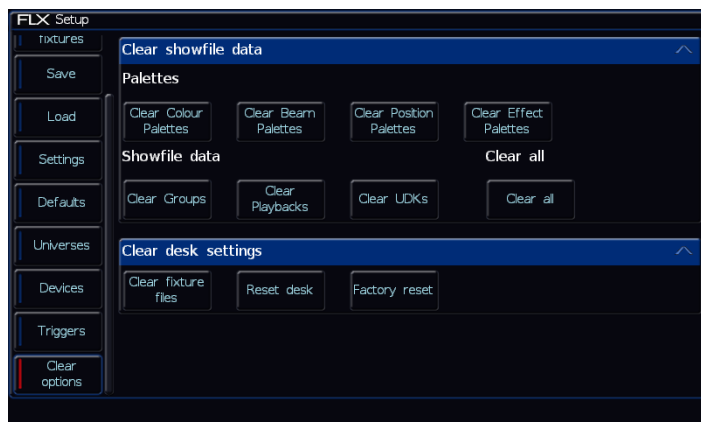 FLX Setup
fixtures
Save
Load
Settings
Defaults
Universes
Devices
Triggers
Clear
options
Clear showfile data
Palettes
Clear Colour
Palettes
Clear Beam
Palettes
Clear Position
Palettes
Clear Effect
Palettes
Showfile data
Clear all
Clear Groups
Clear
Playbacks
Clear UDKs
Clear all
Clear desk settings
Clear fixture
files
Reset desk
Factory reset